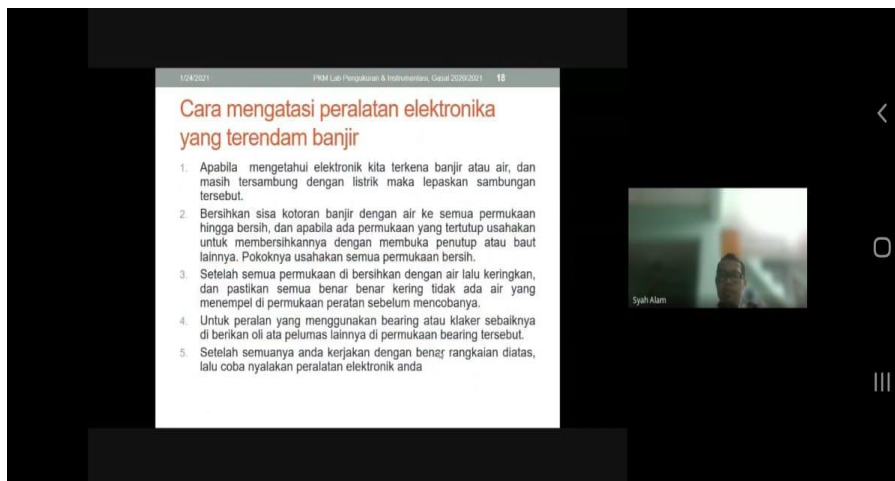 1/24/2021 PKM Lab Pengukuran & Instrumentasi, Gasal 2020/2021 18
Cara mengatasi peralatan elektronika
yang terendam banjir
1. Apabila mengetahui elektronik kita terkena banjir atau air, dan
masih tersambung dengan listrik maka lepaskan sambungan
tersebut.
2. Bersihkan sisa kotoran banjir dengan air ke semua permukaan
hingga bersih, dan apabila ada permukaan yang tertutup usahakan
untuk membersihkannya dengan membuka penutup atau baut
lainnya. Pokoknya usahakan semua permukaan bersih.
3. Setelah semua permukaan di bersihkan dengan air lalu keringkan,
dan pastikan semua benar benar kering tidak ada air yang
menempel di permukaan peratan sebelum mencobanya.
4. Untuk peralan yang menggunakan bearing atau klaker sebaiknya
di berikan oli ata pelumas lainnya di permukaan bearing tersebut.
5. Setelah semuanya anda kerjakan dengan benar rangkaian diatas,
lalu coba nyalakan peralatan elektronik anda
Syah Alam